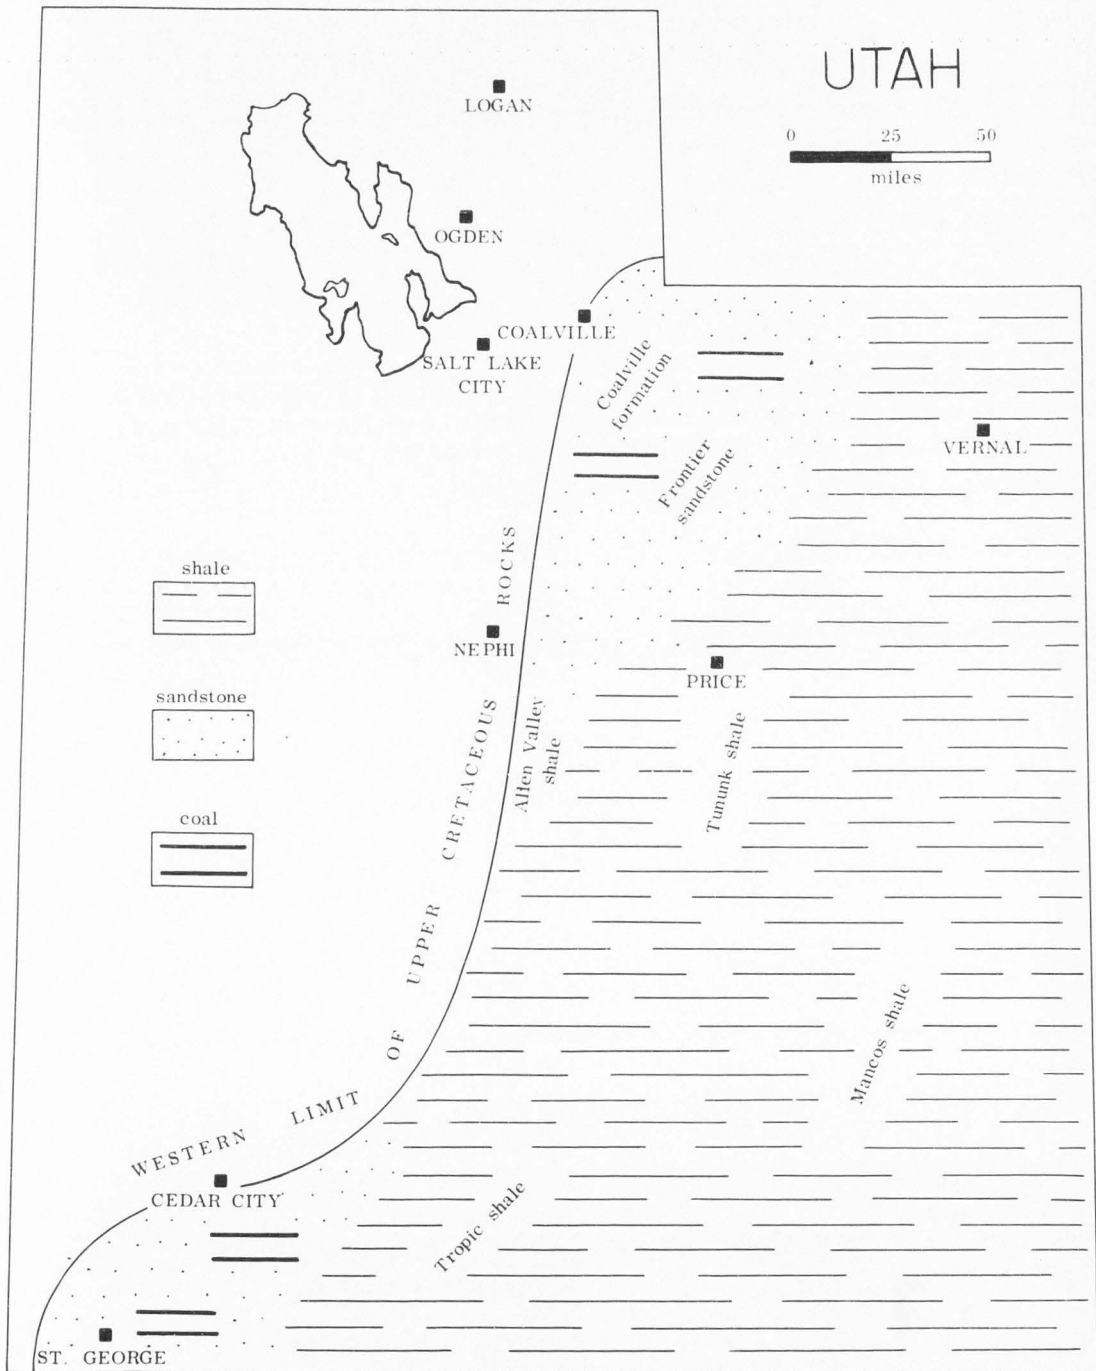 UTAH
0 25 50
miles
LOGAN
OGDEN
COALVILLE
SALT LAKE
CITY
Coalville
formation
VERNAL
Frontier
sandstone
shale
NEPHI
PRICE
sandstone
Allen Valley
shale
Tununk shale
coal
Mancos shale
WESTERN LIMIT OF UPPER CRETACEOUS ROCKS
CEDAR CITY
Tropic shale
ST. GEORGE